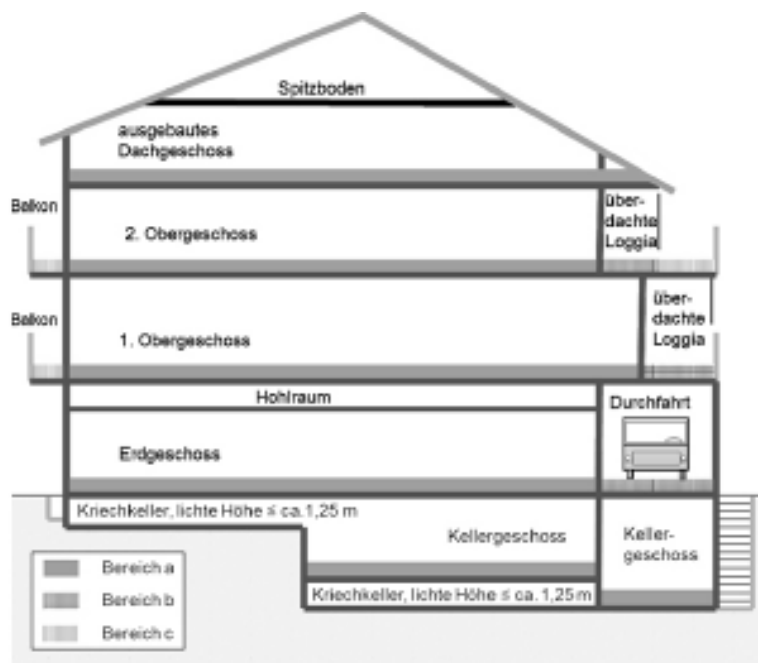 Spitzboden
ausgebautes
Dachgeschoss
Balkon
2. Obergeschoss
über-
dachte
Loggia
Balkon
1. Obergeschoss
über-
dachte
Loggia
Hohlraum
Durchfahrt
Erdgeschoss
Kriechkeller, lichte Höhe ≤ ca. 1,25 m
Kellergeschoss
Keller-
geschoss
Kriechkeller, lichte Höhe ≤ ca. 1,25 m
Bereich a
Bereich b
Bereich c